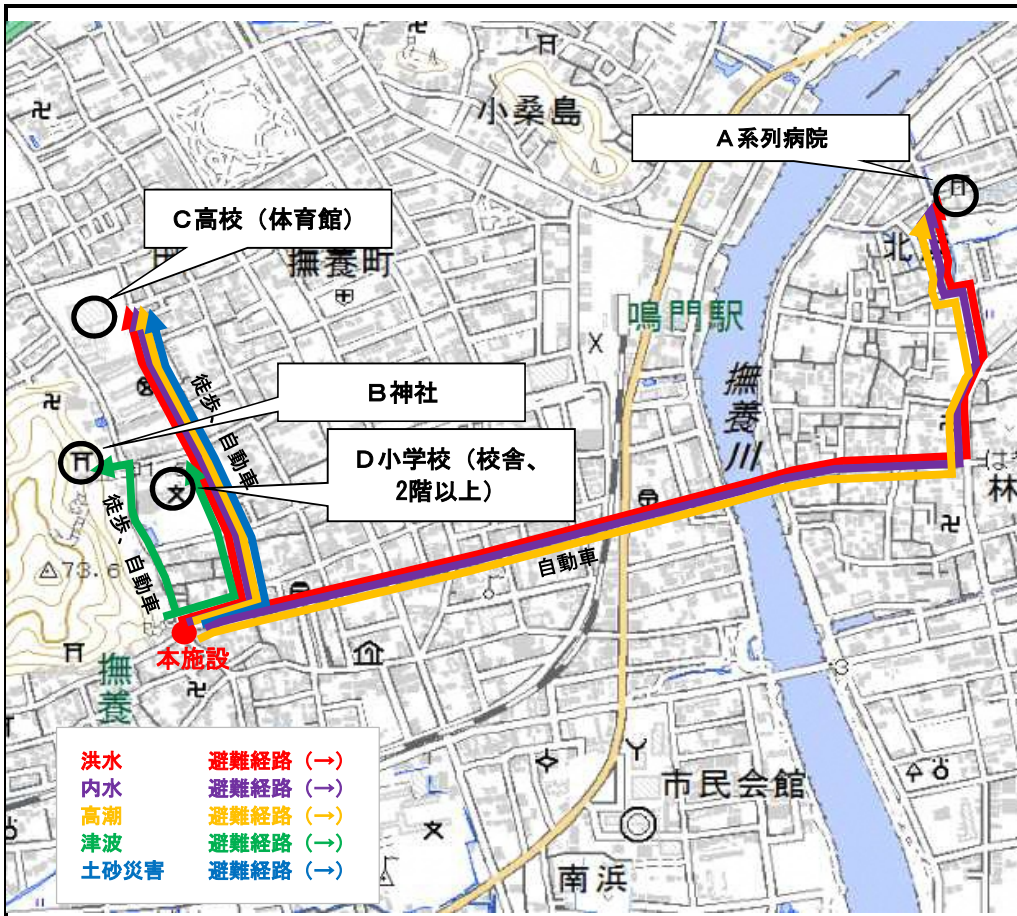 小桑島
A系列病院
C高校（体育館）
撫養町
北
鳴門駅
B神社
徒歩、自動車
撫養川
D小学校（校舎、
2階以上）
林
徒歩、自動車
自動車
73.6
本施設
撫養
洪水 避難経路（→）
内水 避難経路（→）
高潮 避難経路（→）
津波 避難経路（→）
土砂災害 避難経路（→）
市民会館
南浜